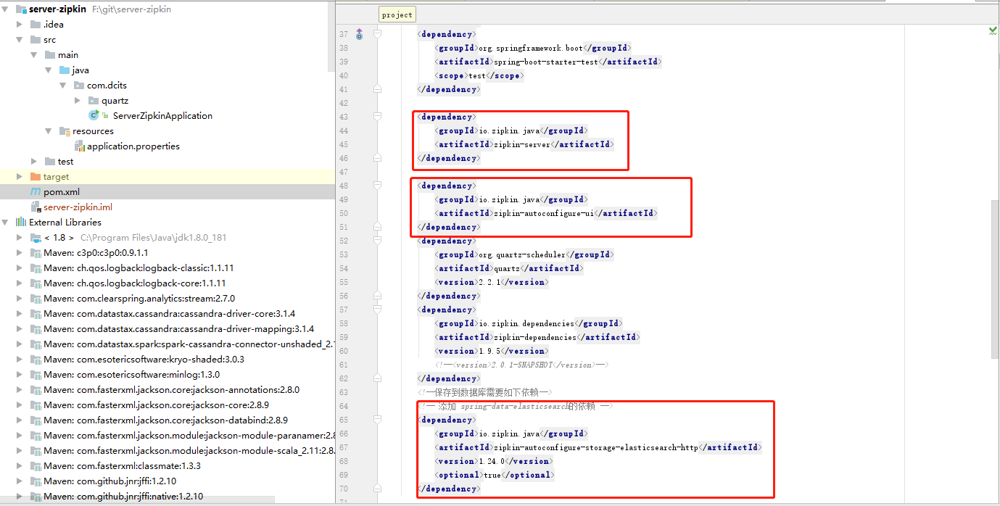 server-zipkin F:\git\server-zipkin
.idea
src
main
java
com.dcits
quartz
ServerZipkinApplication
resources
application.properties
test
target
pom.xml
server-zipkin.iml
External Libraries
< 1.8 > C:\Program Files\Java\jdk1.8.0_181
Maven: c3p0:c3p0:0.9.1.1
Maven: ch.qos.logback:logback-classic:1.1.11
Maven: ch.qos.logback:logback-core:1.1.11
Maven: com.clearspring.analytics:stream:2.7.0
Maven: com.datastax.cassandra:cassandra-driver-core:3.1.4
Maven: com.datastax.cassandra:cassandra-driver-mapping:3.1.4
Maven: com.datastax.spark:spark-cassandra-connector-unshaded_2.
Maven: com.esotericsoftware:kryo-shaded:3.0.3
Maven: com.esotericsoftware:minlog:1.3.0
Maven: com.fasterxml.jackson.core:jackson-annotations:2.8.0
Maven: com.fasterxml.jackson.core:jackson-core:2.8.9
Maven: com.fasterxml.jackson.core:jackson-databind:2.8.9
Maven: com.fasterxml.jackson.module:jackson-module-paranamer:2.8
Maven: com.fasterxml.jackson.module:jackson-module-scala_2.11:2.8.
Maven: com.fasterxml:classmate:1.3.3
Maven: com.github.jnr:jffi:1.2.10
Maven: com.github.jnr:jffi:native:1.2.10
project
37 <dependency>
38 <groupId>org.springframework.boot</groupId>
39 <artifactId>spring-boot-starter-test</artifactId>
40 <scope>test</scope>
41 </dependency>
42
43 <dependency>
44 <groupId>io.zipkin.java</groupId>
45 <artifactId>zipkin-server</artifactId>
46 </dependency>
47
48 <dependency>
49 <groupId>io.zipkin.java</groupId>
50 <artifactId>zipkin-autoconfigure-ui</artifactId>
51 </dependency>
52 <dependency>
53 <groupId>org.quartz-scheduler</groupId>
54 <artifactId>quartz</artifactId>
55 <version>2.2.1</version>
56 </dependency>
57 <dependency>
58 <groupId>io.zipkin.dependencies</groupId>
59 <artifactId>zipkin-dependencies</artifactId>
60 <version>1.9.5</version>
61 <!--<version>2.0.1-SNAPSHOT</version>-->
62 </dependency>
63 <!--保存到数据库需要如下依赖-->
64 <!-- 添加 spring-data-elasticsearch的依赖 -->
65 <dependency>
66 <groupId>io.zipkin.java</groupId>
67 <artifactId>zipkin-autoconfigure-storage-elasticsearch-http</artifactId>
68 <version>1.24.0</version>
69 <optional>true</optional>
70 </dependency>
71